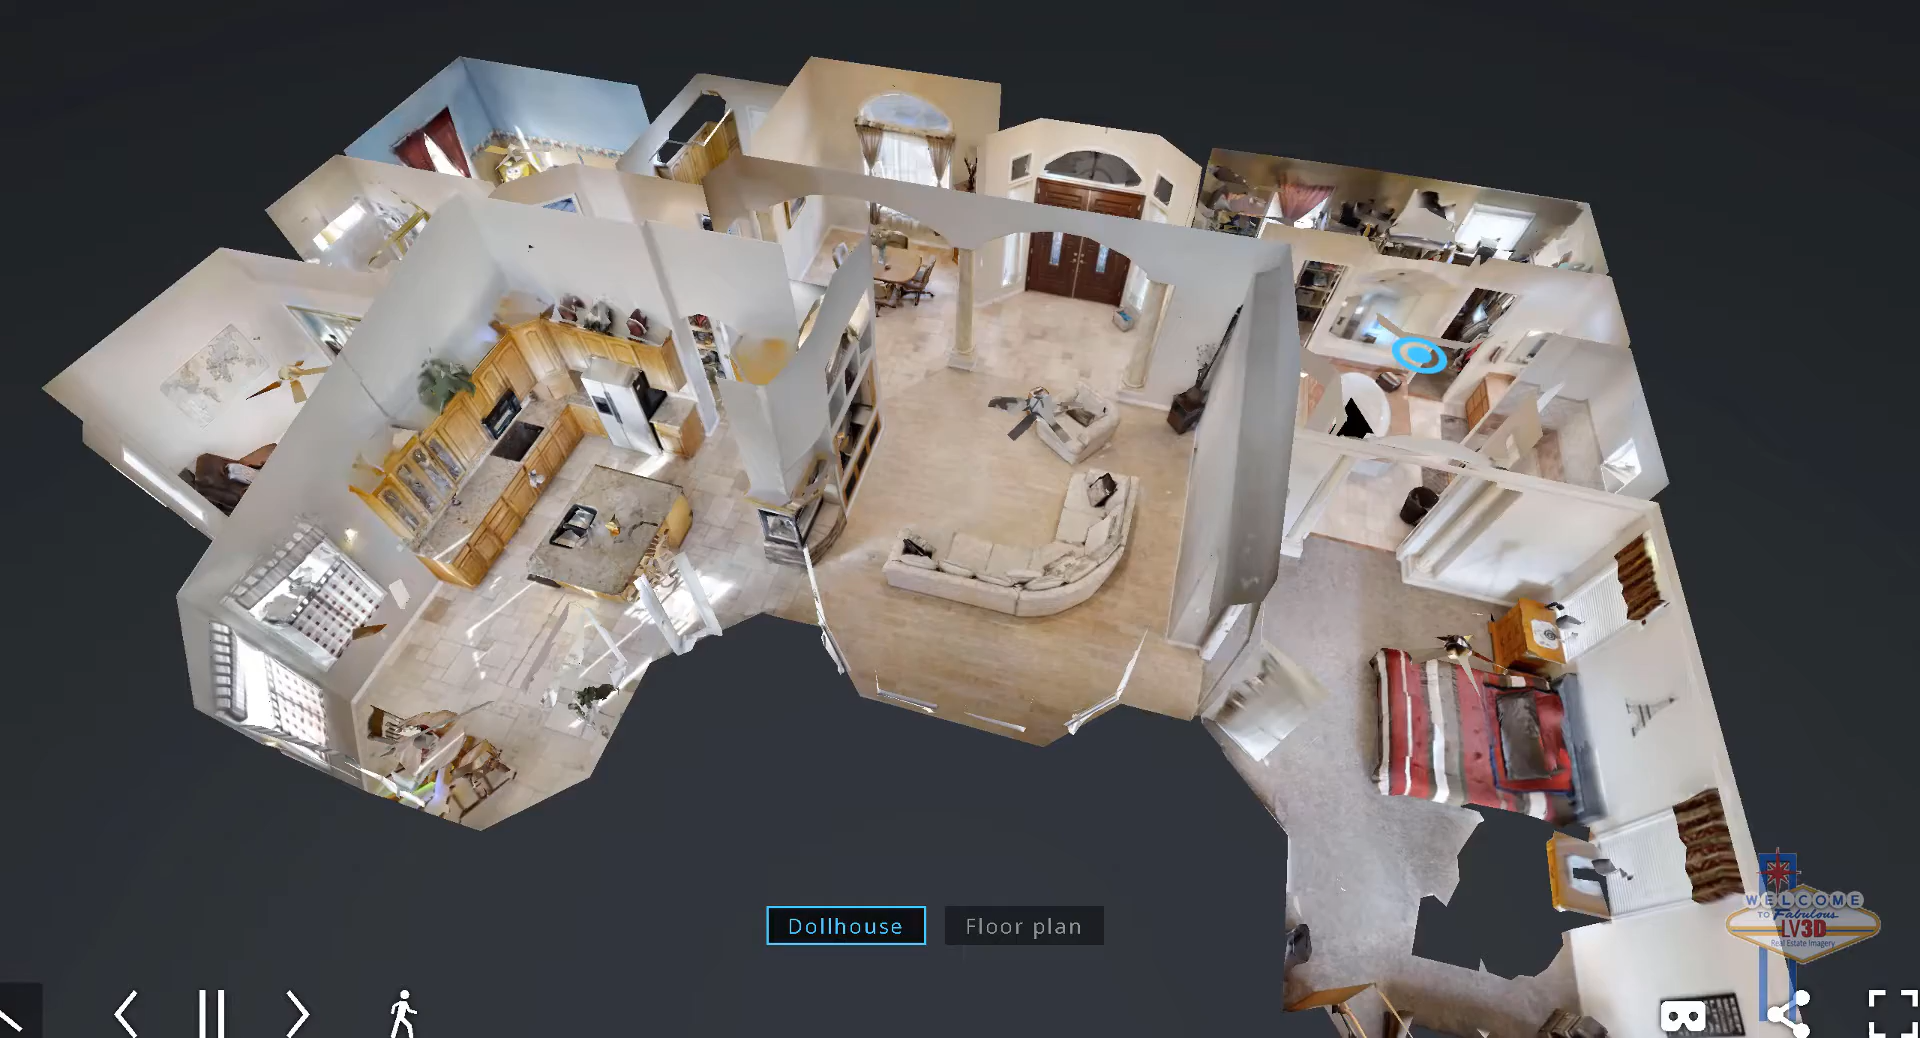 Dollhouse
Floor plan
WELCOME
TO Fabulous
LV3D
Real Estate Imagery